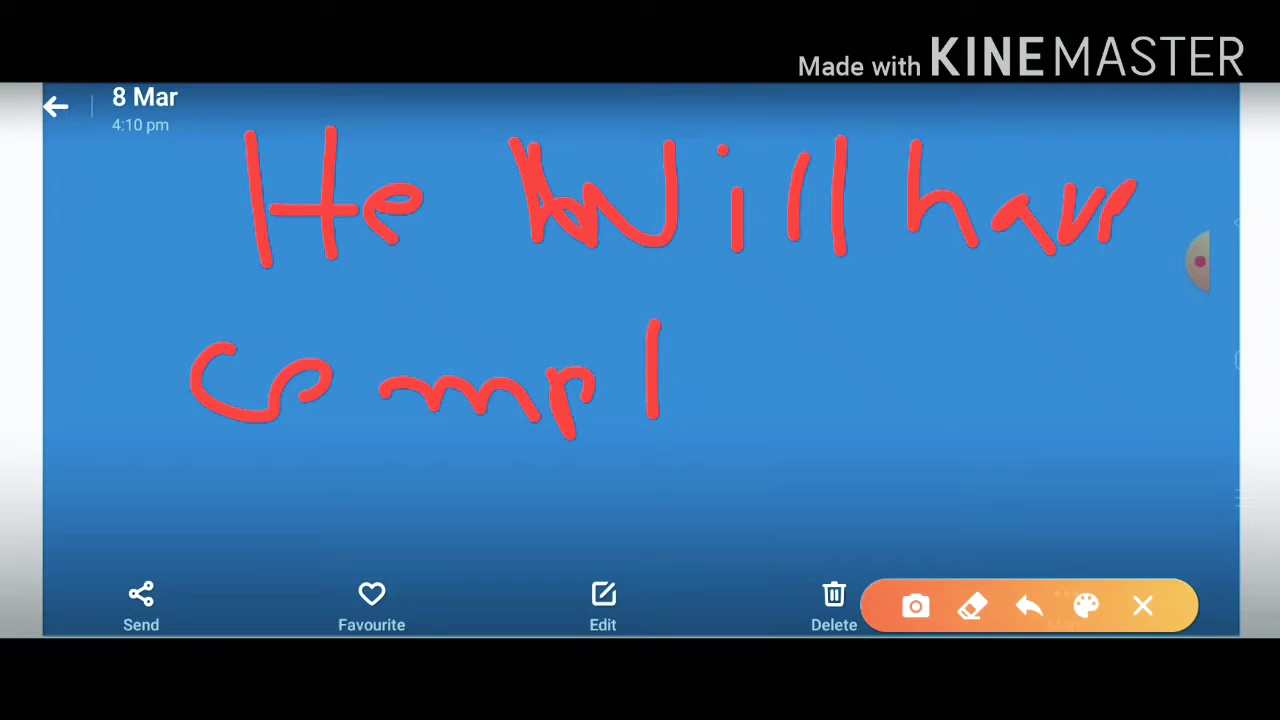 Made with KINEMASTER
8 Mar
4:10 pm
He Will have
compl
Send Favourite Edit Delete